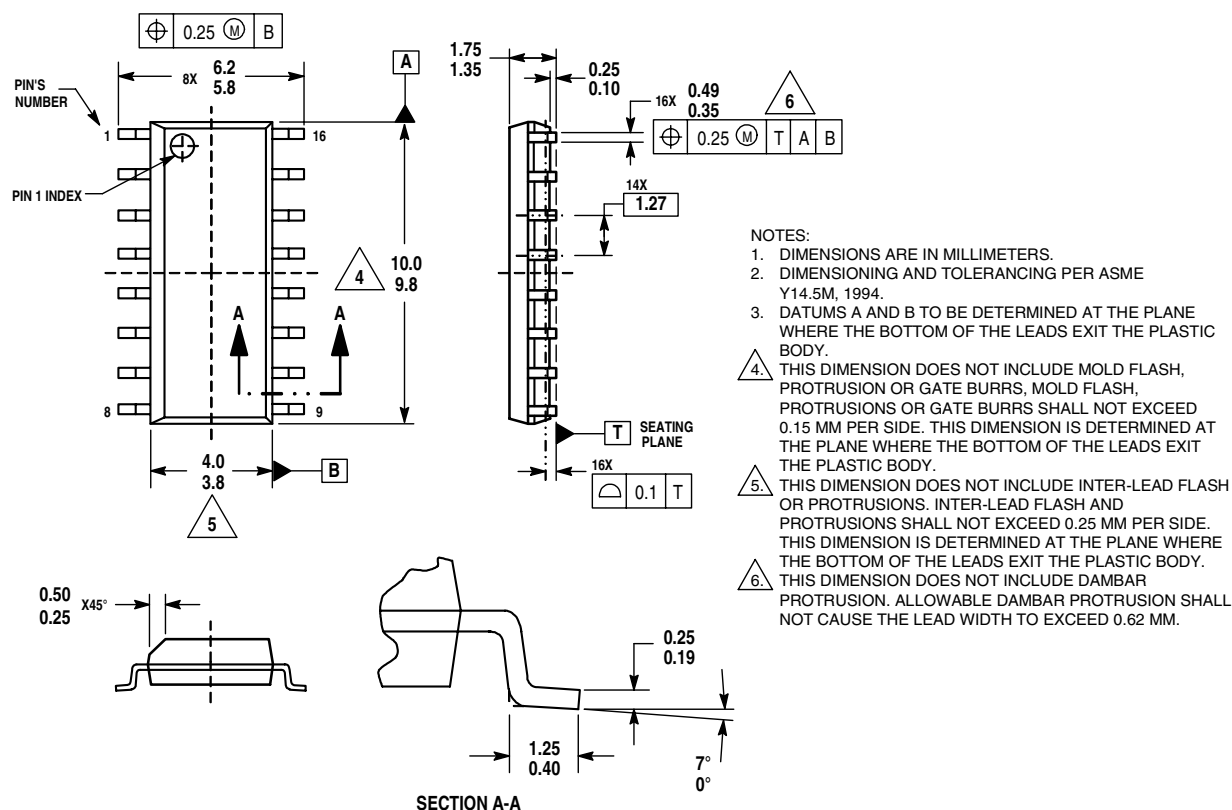 0.25 Ⓜ B
8X 6.2
5.8
PIN'S
NUMBER
1
16
PIN 1 INDEX
8
9
A
10.0
9.8
4
A A
4.0
3.8
B
5
1.75
1.35
0.25
0.10
16X 0.49
0.35
6
0.25 Ⓜ T A B
14X
1.27
T SEATING
PLANE
16X
0.1 T
NOTES:
1. DIMENSIONS ARE IN MILLIMETERS.
2. DIMENSIONING AND TOLERANCING PER ASME
Y14.5M, 1994.
3. DATUMS A AND B TO BE DETERMINED AT THE PLANE
WHERE THE BOTTOM OF THE LEADS EXIT THE PLASTIC
BODY.
4. THIS DIMENSION DOES NOT INCLUDE MOLD FLASH,
PROTRUSION OR GATE BURRS, MOLD FLASH,
PROTRUSIONS OR GATE BURRS SHALL NOT EXCEED
0.15 MM PER SIDE. THIS DIMENSION IS DETERMINED AT
THE PLANE WHERE THE BOTTOM OF THE LEADS EXIT
THE PLASTIC BODY.
5. THIS DIMENSION DOES NOT INCLUDE INTER-LEAD FLASH
OR PROTRUSIONS. INTER-LEAD FLASH AND
PROTRUSIONS SHALL NOT EXCEED 0.25 MM PER SIDE.
THIS DIMENSION IS DETERMINED AT THE PLANE WHERE
THE BOTTOM OF THE LEADS EXIT THE PLASTIC BODY.
6. THIS DIMENSION DOES NOT INCLUDE DAMBAR
PROTRUSION. ALLOWABLE DAMBAR PROTRUSION SHALL
NOT CAUSE THE LEAD WIDTH TO EXCEED 0.62 MM.
0.50
0.25 X45°
0.25
0.19
1.25
0.40
7°
0°
SECTION A-A